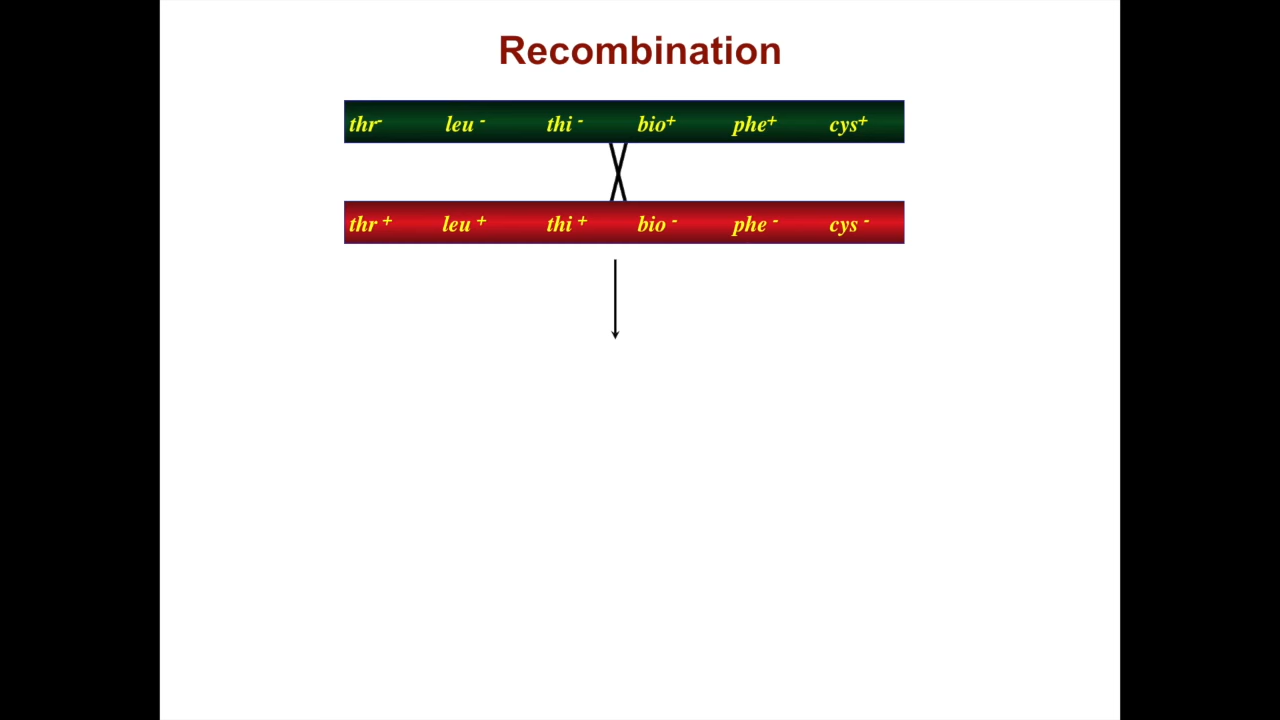 Recombination
thr- leu - thi - bio+ phe+ cys+
thr + leu + thi + bio - phe - cys -